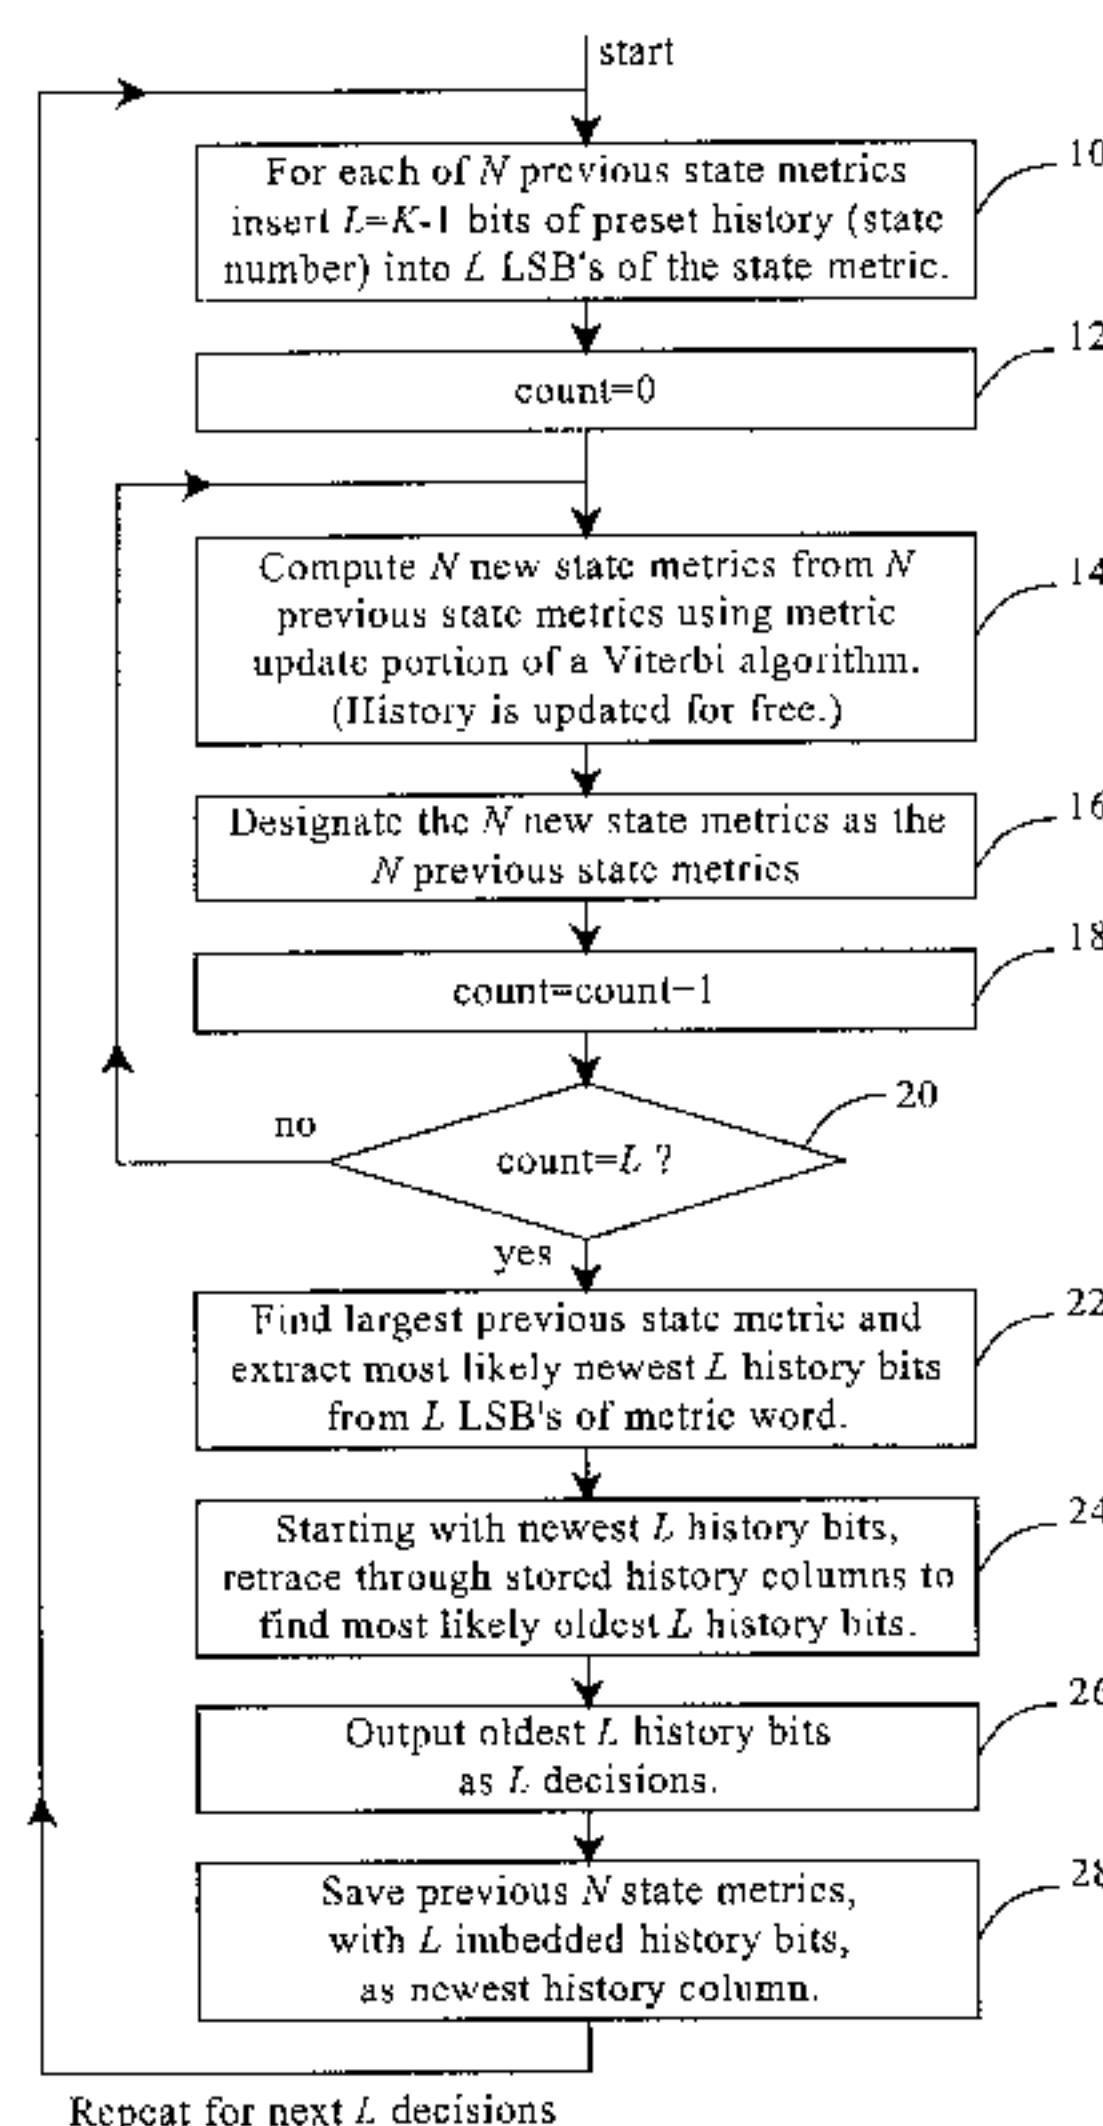 start
For each of N previous state metrics
insert L=K-1 bits of preset history (state
number) into L LSB's of the state metric.
10
count=0
12
Compute N new state metrics from N
previous state metrics using metric
update portion of a Viterbi algorithm.
(History is updated for free.)
14
Designate the N new state metrics as the
N previous state metrics
16
count=count-1
18
count=L ?
20
no
yes
Find largest previous state metric and
extract most likely newest L history bits
from L LSB's of metric word.
22
Starting with newest L history bits,
retrace through stored history columns to
find most likely oldest L history bits.
24
Output oldest L history bits
as L decisions.
26
Save previous N state metrics,
with L imbedded history bits,
as newest history column.
28
Repeat for next L decisions